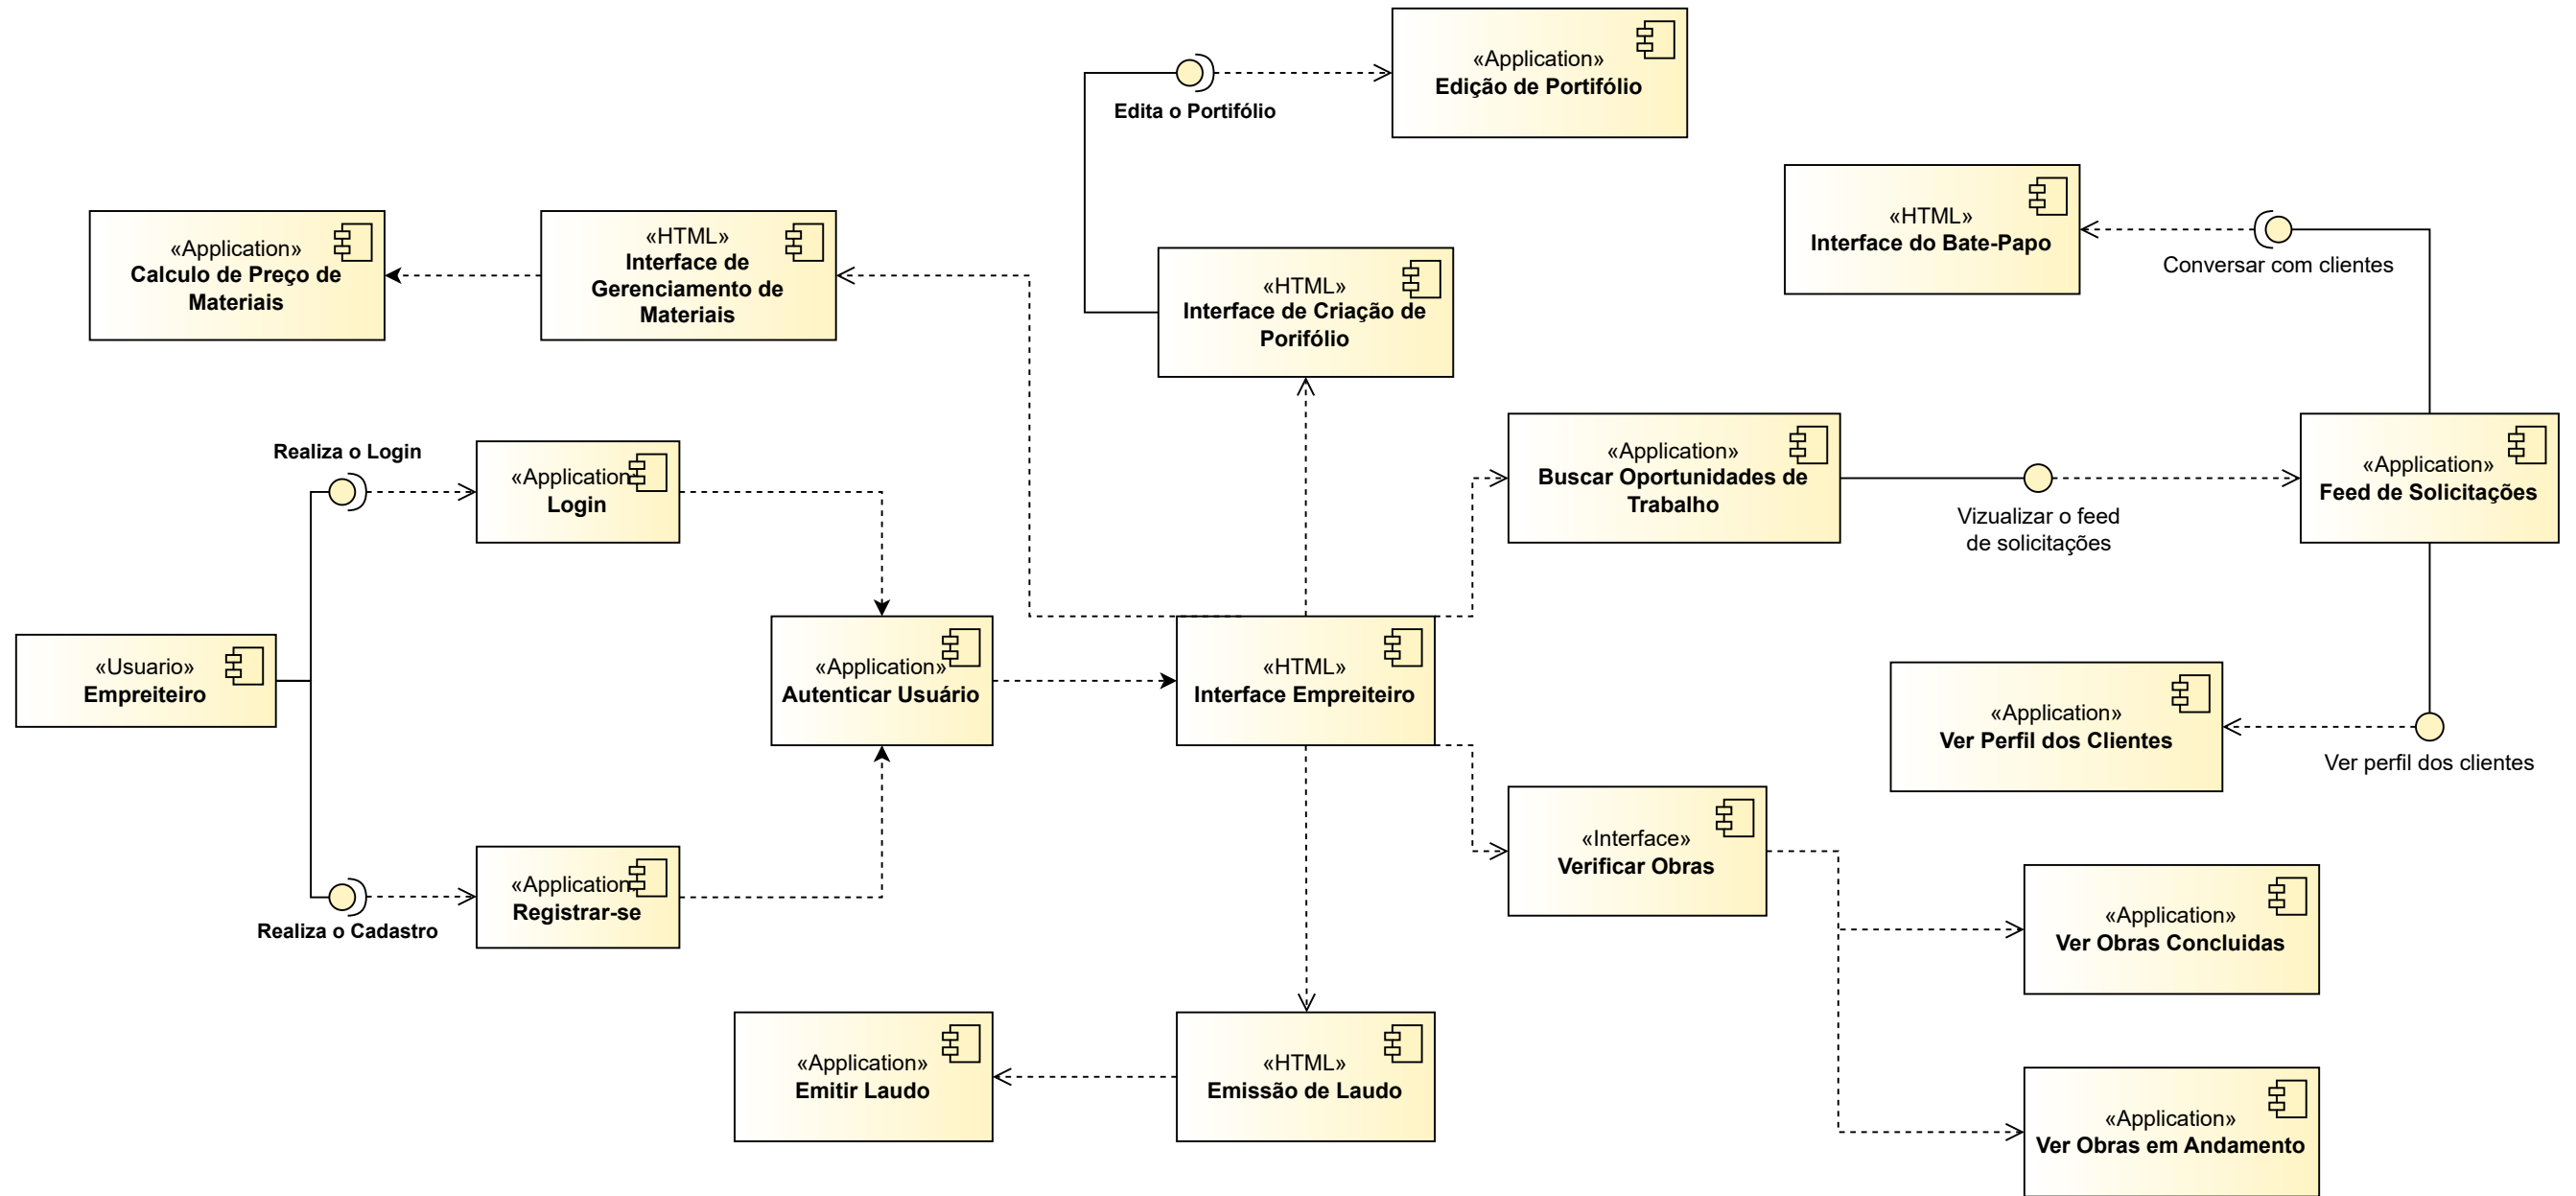 «Application»
Edição de Portifólio
Edita o Portifólio
«HTML»
Interface do Bate-Papo
Conversar com clientes
«Application»
Calculo de Preço de
Materiais
«HTML»
Interface de
Gerenciamento de
Materiais
«HTML»
Interface de Criação de
Porifólio
Realiza o Login
«Application»
Login
«Application»
Buscar Oportunidades de
Trabalho
Vizualizar o feed
de solicitações
«Application»
Feed de Solicitações
«Usuario»
Empreiteiro
«Application»
Autenticar Usuário
«HTML»
Interface Empreiteiro
«Application»
Ver Perfil dos Clientes
Ver perfil dos clientes
«Interface»
Verificar Obras
«Application»
Registrar-se
Realiza o Cadastro
«Application»
Ver Obras Concluidas
«Application»
Emitir Laudo
«HTML»
Emissão de Laudo
«Application»
Ver Obras em Andamento